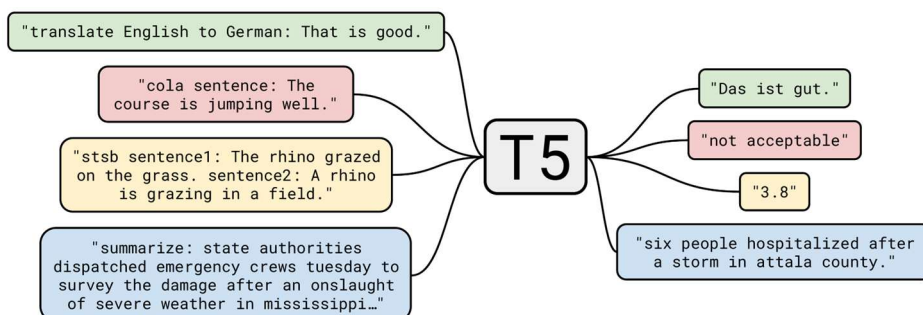 "translate English to German: That is good."
"cola sentence: The
course is jumping well."
"stsb sentence1: The rhino grazed
on the grass. sentence2: A rhino
is grazing in a field."
"summarize: state authorities
dispatched emergency crews tuesday to
survey the damage after an onslaught
of severe weather in mississippi…"
T5
"Das ist gut."
"not acceptable"
"3.8"
"six people hospitalized after
a storm in attala county."